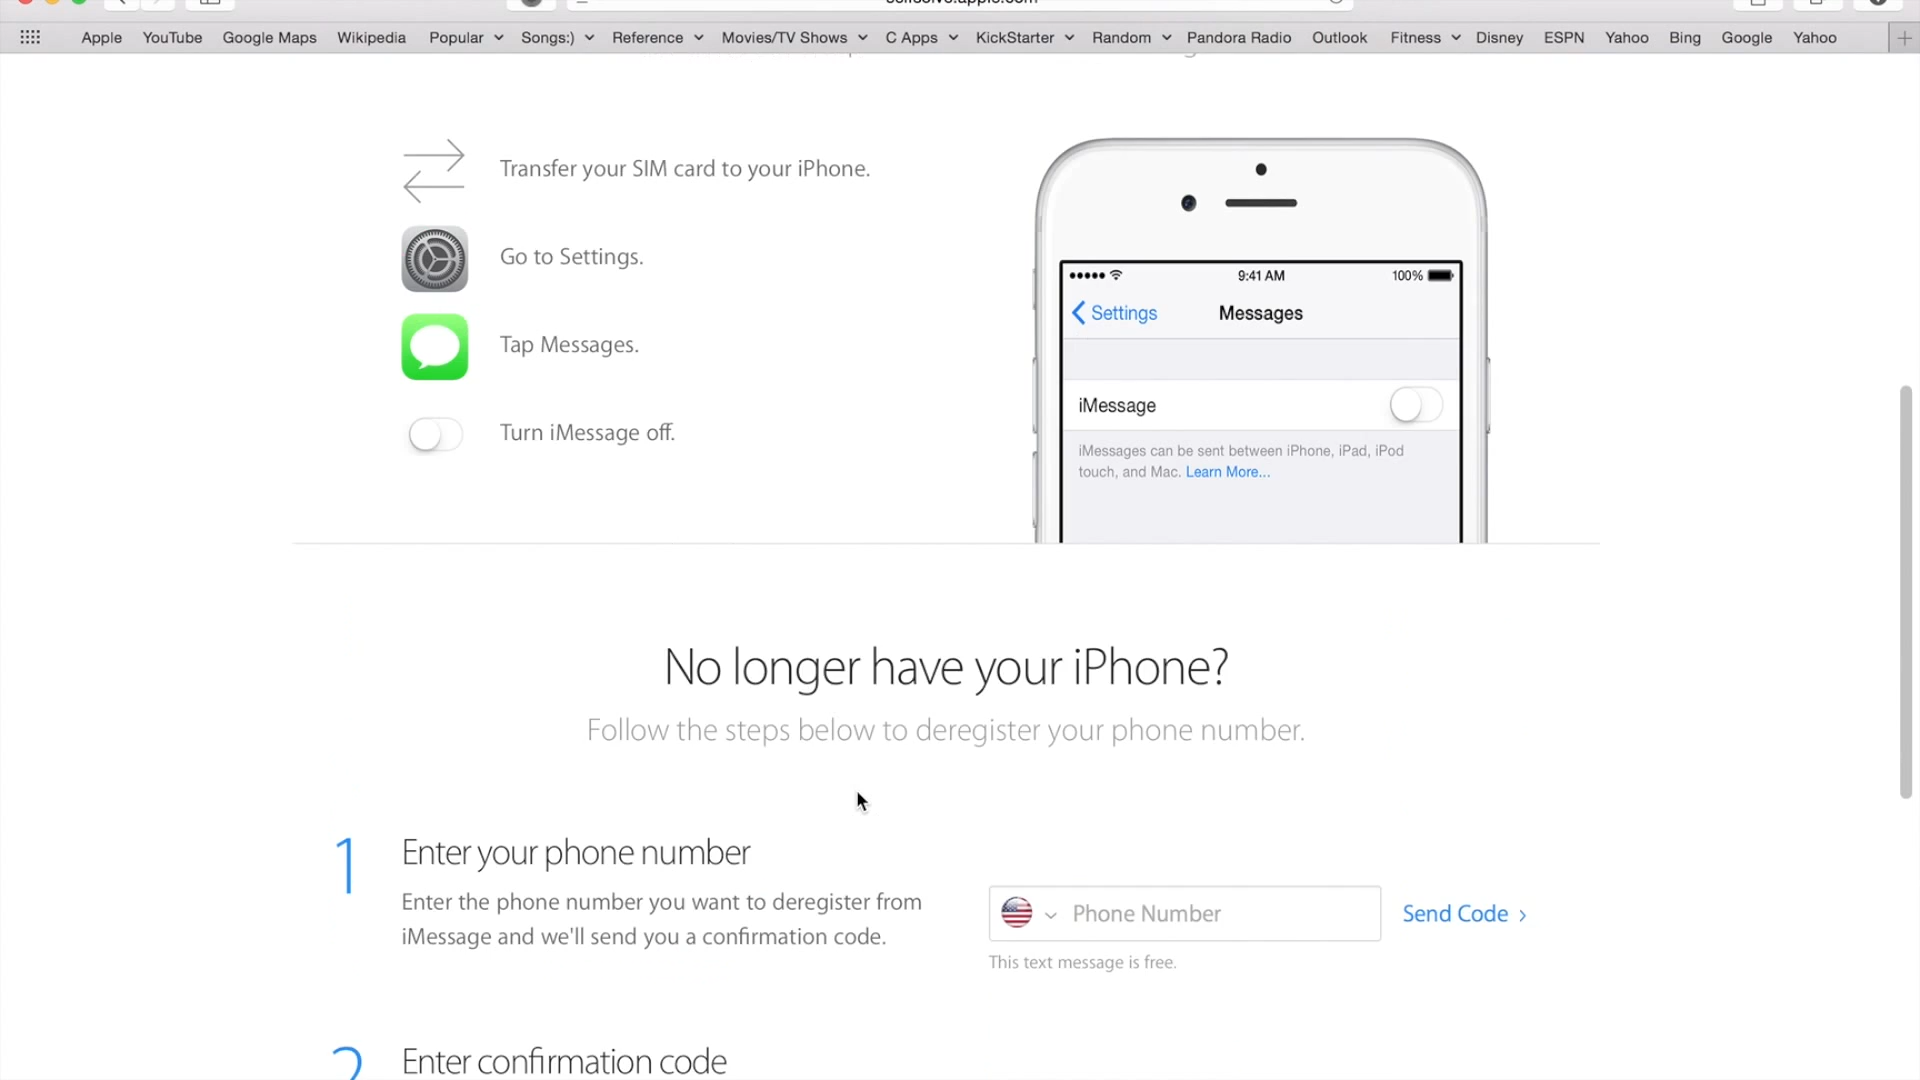 Apple YouTube Google Maps Wikipedia Popular Songs:) Reference Movies/TV Shows C Apps KickStarter Random Pandora Radio Outlook Fitness Disney ESPN Yahoo Bing Google Yahoo
Transfer your SIM card to your iPhone.
Go to Settings.
Tap Messages.
Turn iMessage off.
9:41 AM 100%
Settings Messages
iMessage
iMessages can be sent between iPhone, iPad, iPod
touch, and Mac. Learn More...
No longer have your iPhone?
Follow the steps below to deregister your phone number.
1 Enter your phone number
Enter the phone number you want to deregister from
iMessage and we'll send you a confirmation code.
Phone Number Send Code
This text message is free.
2 Enter confirmation code